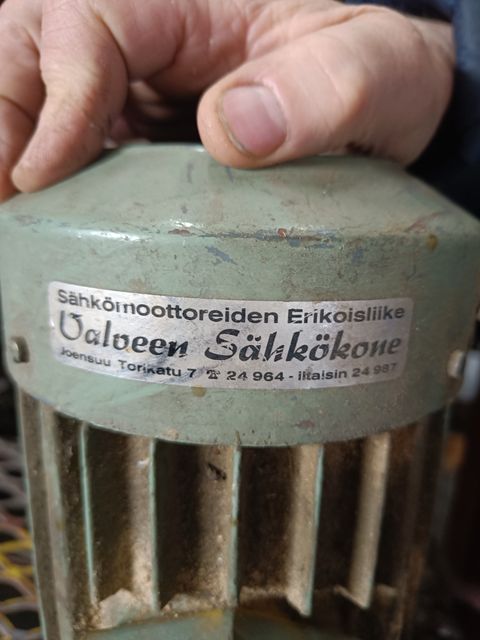 Sähkömoottoreiden Erikoisliike
Valveen Sähkökone
Joensuu Torikatu 7 ☎ 24 964 - iltaisin 24 987